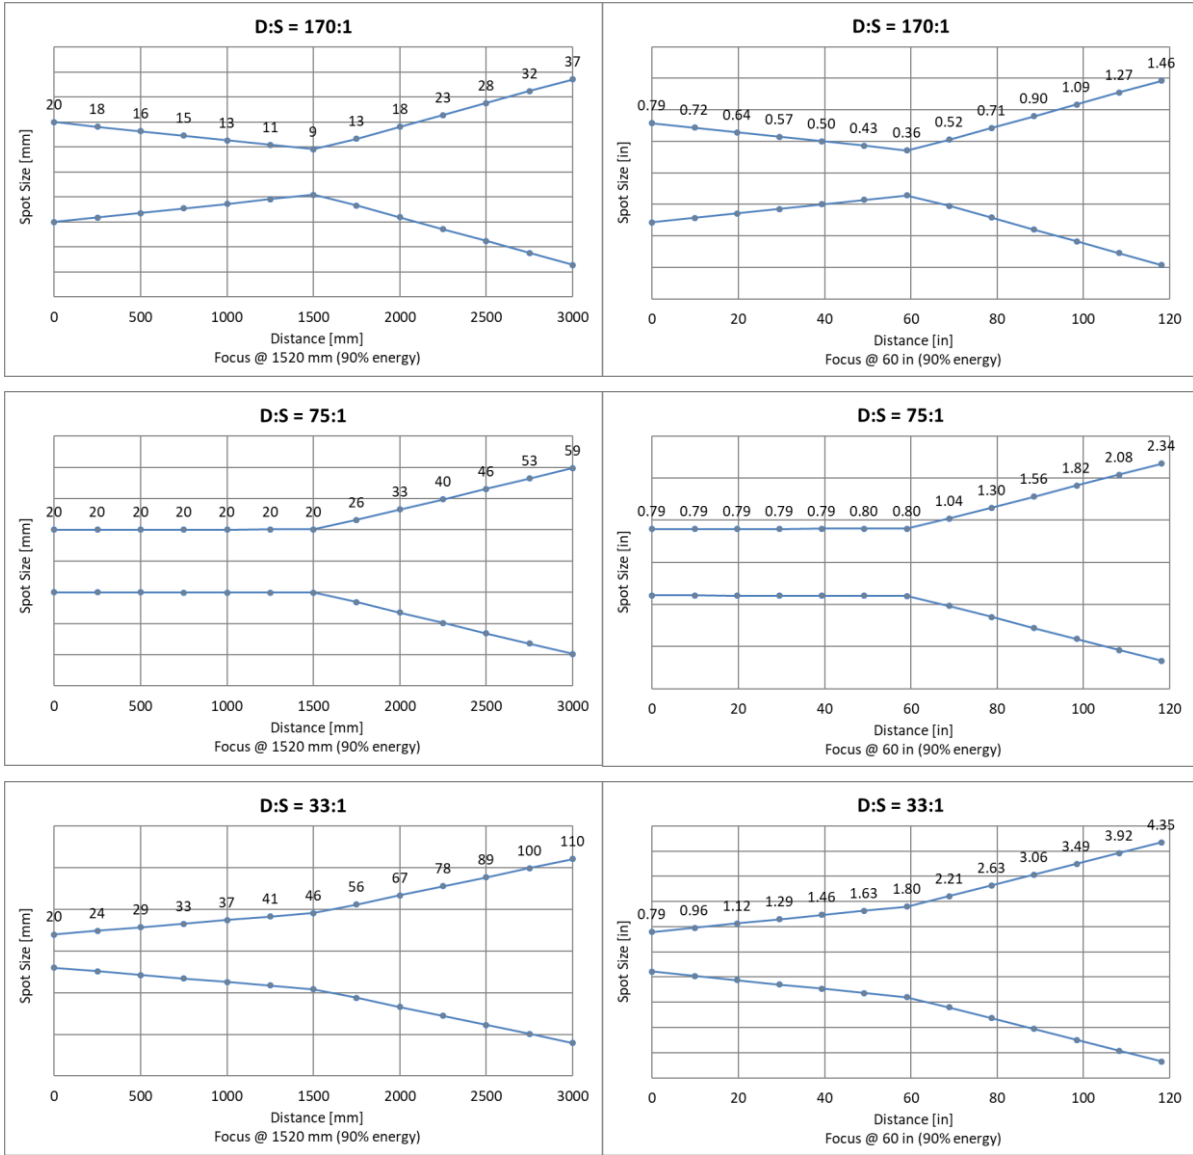 D:S = 170:1
20 18 16 15 13 11 9 13 18 23 28 32 37
Spot Size [mm]
0 500 1000 1500 2000 2500 3000
Distance [mm]
Focus @ 1520 mm (90% energy)
D:S = 170:1
0.79 0.72 0.64 0.57 0.50 0.43 0.36 0.52 0.71 0.90 1.09 1.27 1.46
Spot Size [in]
0 20 40 60 80 100 120
Distance [in]
Focus @ 60 in (90% energy)
D:S = 75:1
20 20 20 20 20 20 20 26 33 40 46 53 59
Spot Size [mm]
0 500 1000 1500 2000 2500 3000
Distance [mm]
Focus @ 1520 mm (90% energy)
D:S = 75:1
0.79 0.79 0.79 0.79 0.79 0.80 0.80 1.04 1.30 1.56 1.82 2.08 2.34
Spot Size [in]
0 20 40 60 80 100 120
Distance [in]
Focus @ 60 in (90% energy)
D:S = 33:1
20 24 29 33 37 41 46 56 67 78 89 100 110
Spot Size [mm]
0 500 1000 1500 2000 2500 3000
Distance [mm]
Focus @ 1520 mm (90% energy)
D:S = 33:1
0.79 0.96 1.12 1.29 1.46 1.63 1.80 2.21 2.63 3.06 3.49 3.92 4.35
Spot Size [in]
0 20 40 60 80 100 120
Distance [in]
Focus @ 60 in (90% energy)